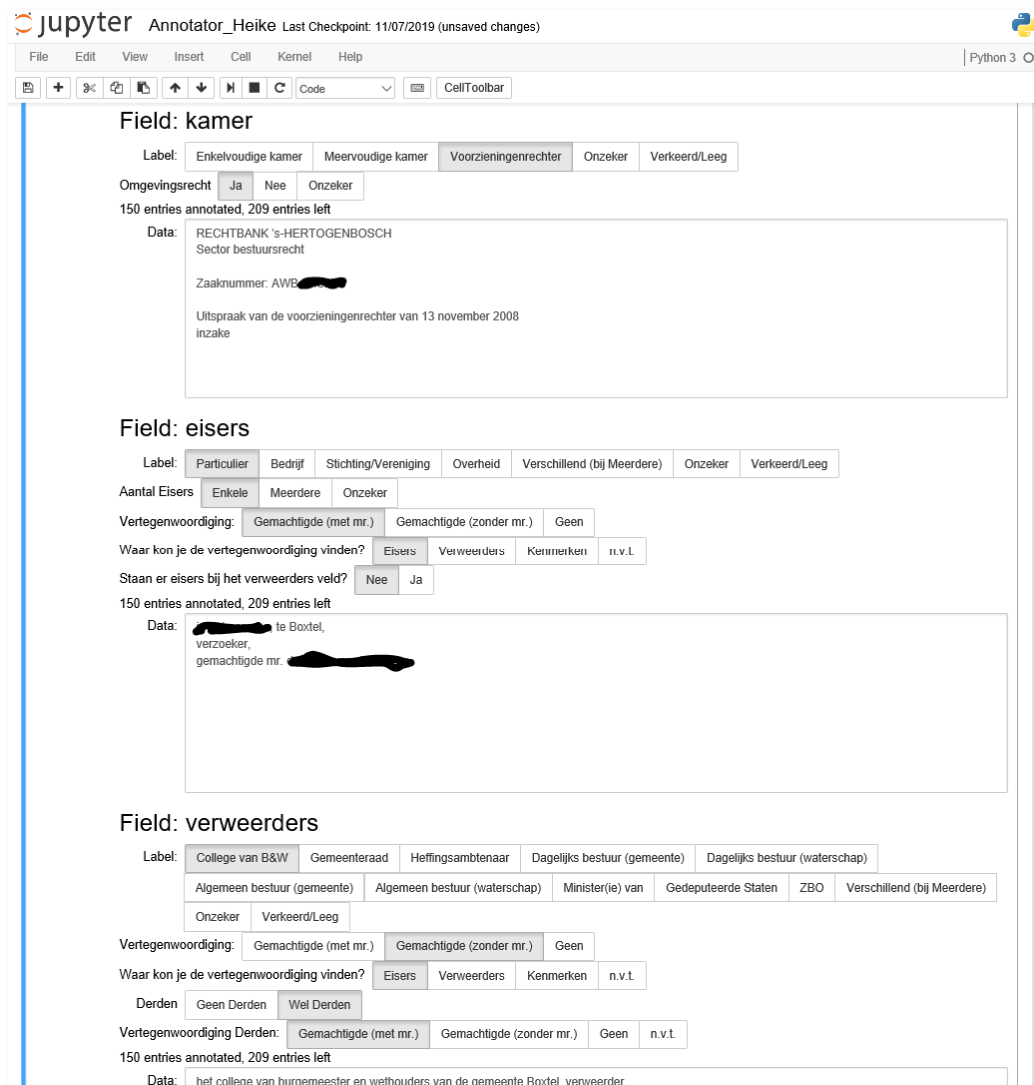 jupyter Annotator_Heike Last Checkpoint: 11/07/2019 (unsaved changes)
File Edit View Insert Cell Kernel Help Python 3
Code CellToolbar
Field: kamer
Label: Enkelvoudige kamer Meervoudige kamer Voorzieningenrechter Onzeker Verkeerd/Leeg
Omgevingsrecht Ja Nee Onzeker
150 entries annotated, 209 entries left
Data: RECHTBANK 's-HERTOGENBOSCH
Sector bestuursrecht
Zaaknummer: AWB
Uitspraak van de voorzieningenrechter van 13 november 2008
inzake
Field: eisers
Label: Particulier Bedrijf Stichting/Vereniging Overheid Verschillend (bij Meerdere) Onzeker Verkeerd/Leeg
Aantal Eisers Enkele Meerdere Onzeker
Vertegenwoordiging: Gemachtigde (met mr.) Gemachtigde (zonder mr.) Geen
Waar kon je de vertegenwoordiging vinden? Eisers Verweerders Kenmerken n.v.t.
Staan er eisers bij het verweerders veld? Nee Ja
150 entries annotated, 209 entries left
Data: , te Boxtel,
verzoeker,
gemachtigde mr.
Field: verweerders
Label: College van B&W Gemeenteraad Heffingsambtenaar Dagelijks bestuur (gemeente) Dagelijks bestuur (waterschap)
Algemeen bestuur (gemeente) Algemeen bestuur (waterschap) Minister(ie) van Gedeputeerde Staten ZBO Verschillend (bij Meerdere)
Onzeker Verkeerd/Leeg
Vertegenwoordiging: Gemachtigde (met mr.) Gemachtigde (zonder mr.) Geen
Waar kon je de vertegenwoordiging vinden? Eisers Verweerders Kenmerken n.v.t.
Derden Geen Derden Wel Derden
Vertegenwoordiging Derden: Gemachtigde (met mr.) Gemachtigde (zonder mr.) Geen n.v.t.
150 entries annotated, 209 entries left
Data: het college van burgemeester en wethouders van de gemeente Boxtel, verweerder